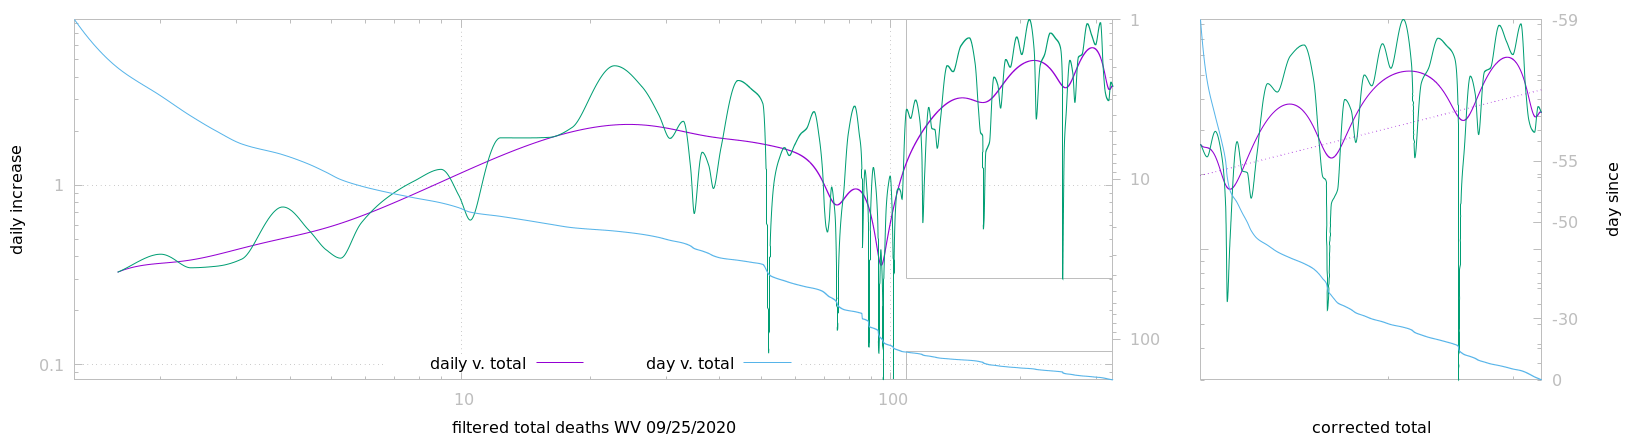 1
-59
daily increase
1
10
-55
-50
day since
-30
0.1
daily v. total
day v. total
100
0
10
100
filtered total deaths WV 09/25/2020
corrected total